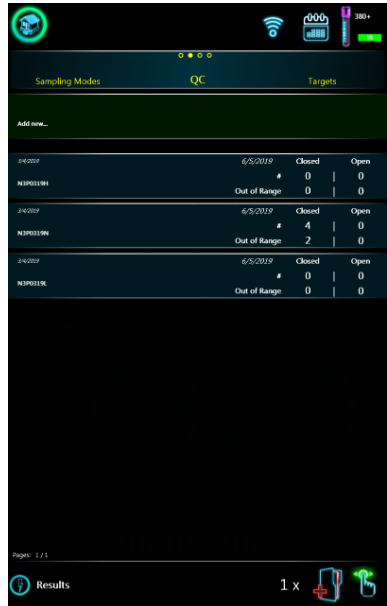 000
T
380+
95
Sampling Modes QC Targets
Add new...
3/4/2019 6/5/2019 Closed Open
# 0 | 0
N3P0319H
Out of Range 0 | 0
3/4/2019 6/5/2019 Closed Open
# 4 | 0
N3P0319N
Out of Range 2 | 0
3/4/2019 6/5/2019 Closed Open
# 0 | 0
N3P0319L
Out of Range 0 | 0
Pages: 1 / 1
Results 1 x